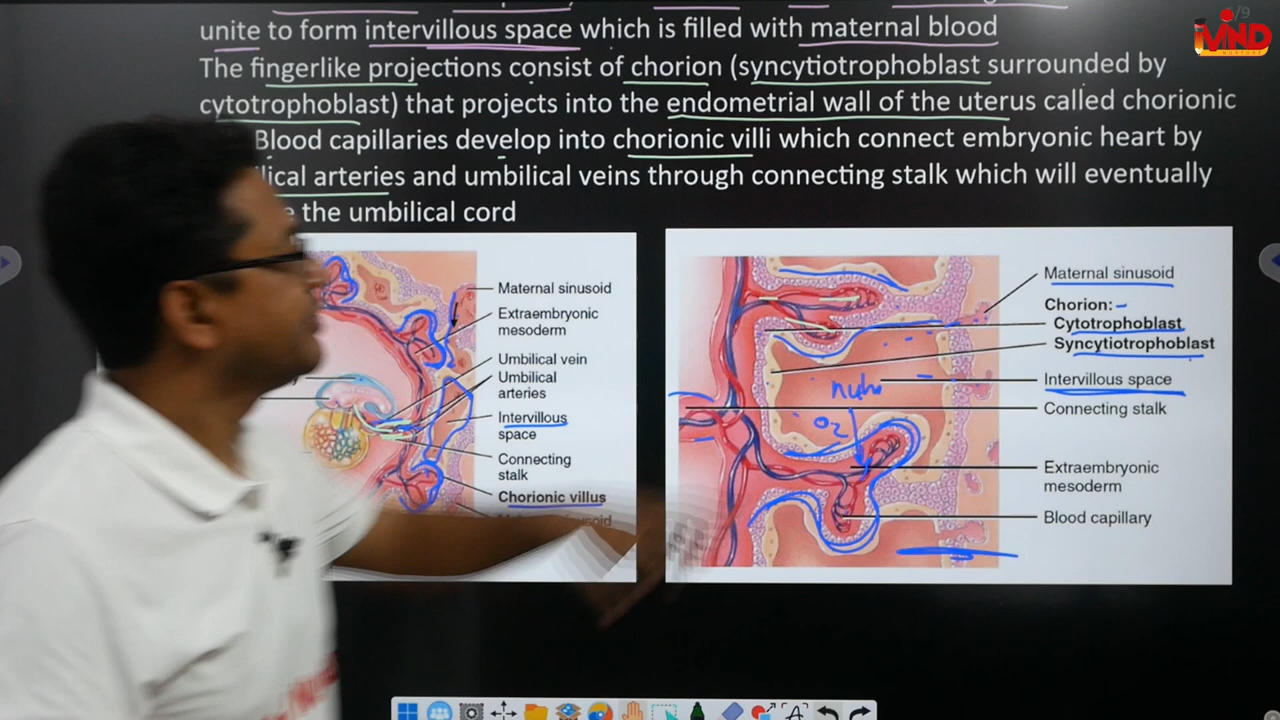 unite to form intervillous space which is filled with maternal blood
The fingerlike projections consist of chorion (syncytiotrophoblast surrounded by
cytotrophoblast) that projects into the endometrial wall of the uterus called chorionic
Blood capillaries develop into chorionic villi which connect embryonic heart by
lical arteries and umbilical veins through connecting stalk which will eventually
e the umbilical cord
/9
MIND
Maternal sinusoid
Extraembryonic
mesoderm
Umbilical vein
Umbilical
arteries
Intervillous
space
Connecting
stalk
Chorionic villus
Maternal sinusoid
Chorion:
Cytotrophoblast
Syncytiotrophoblast
Intervillous space
Connecting stalk
Extraembryonic
mesoderm
Blood capillary
O2